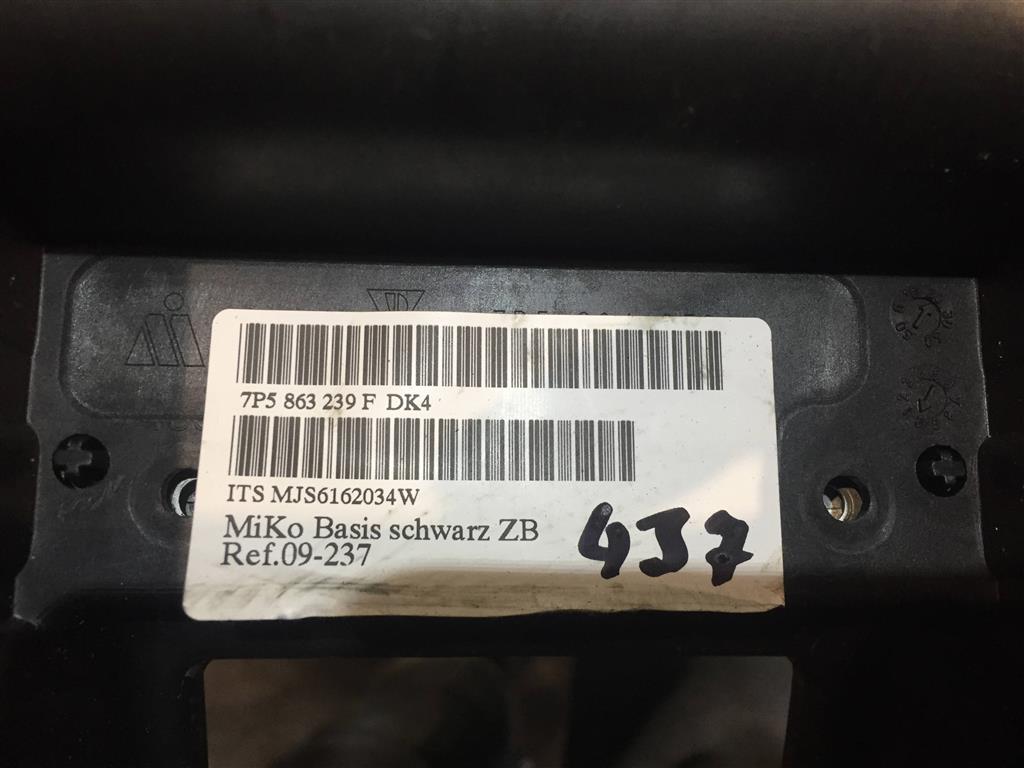 7P5 863 239 F DK4
ITS MJS6162034W
MiKo Basis schwarz ZB
Ref.09-237
437